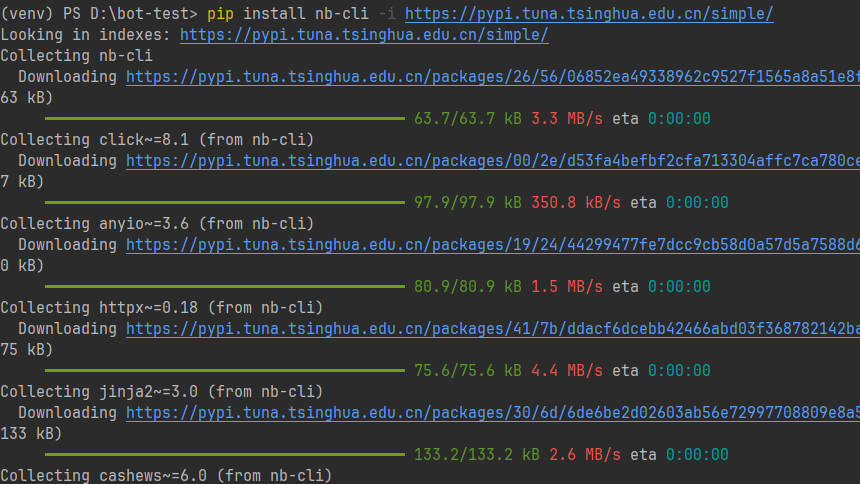 (venv) PS D:\bot-test> pip install nb-cli -i https://pypi.tuna.tsinghua.edu.cn/simple/
Looking in indexes: https://pypi.tuna.tsinghua.edu.cn/simple/
Collecting nb-cli
Downloading https://pypi.tuna.tsinghua.edu.cn/packages/26/56/06852ea49338962c9527f1565a8a51e8f
63 kB)
63.7/63.7 kB 3.3 MB/s eta 0:00:00
Collecting click~=8.1 (from nb-cli)
Downloading https://pypi.tuna.tsinghua.edu.cn/packages/00/2e/d53fa4befbf2cfa713304affc7ca780ce
7 kB)
97.9/97.9 kB 350.8 kB/s eta 0:00:00
Collecting anyio~=3.6 (from nb-cli)
Downloading https://pypi.tuna.tsinghua.edu.cn/packages/19/24/44299477fe7dcc9cb58d0a57d5a7588d6
0 kB)
80.9/80.9 kB 1.5 MB/s eta 0:00:00
Collecting httpx~=0.18 (from nb-cli)
Downloading https://pypi.tuna.tsinghua.edu.cn/packages/41/7b/ddacf6dcebb42466abd03f368782142ba
75 kB)
75.6/75.6 kB 4.4 MB/s eta 0:00:00
Collecting jinja2~=3.0 (from nb-cli)
Downloading https://pypi.tuna.tsinghua.edu.cn/packages/30/6d/6de6be2d02603ab56e72997708809e8a5
133 kB)
133.2/133.2 kB 2.6 MB/s eta 0:00:00
Collecting cashews~=6.0 (from nb-cli)